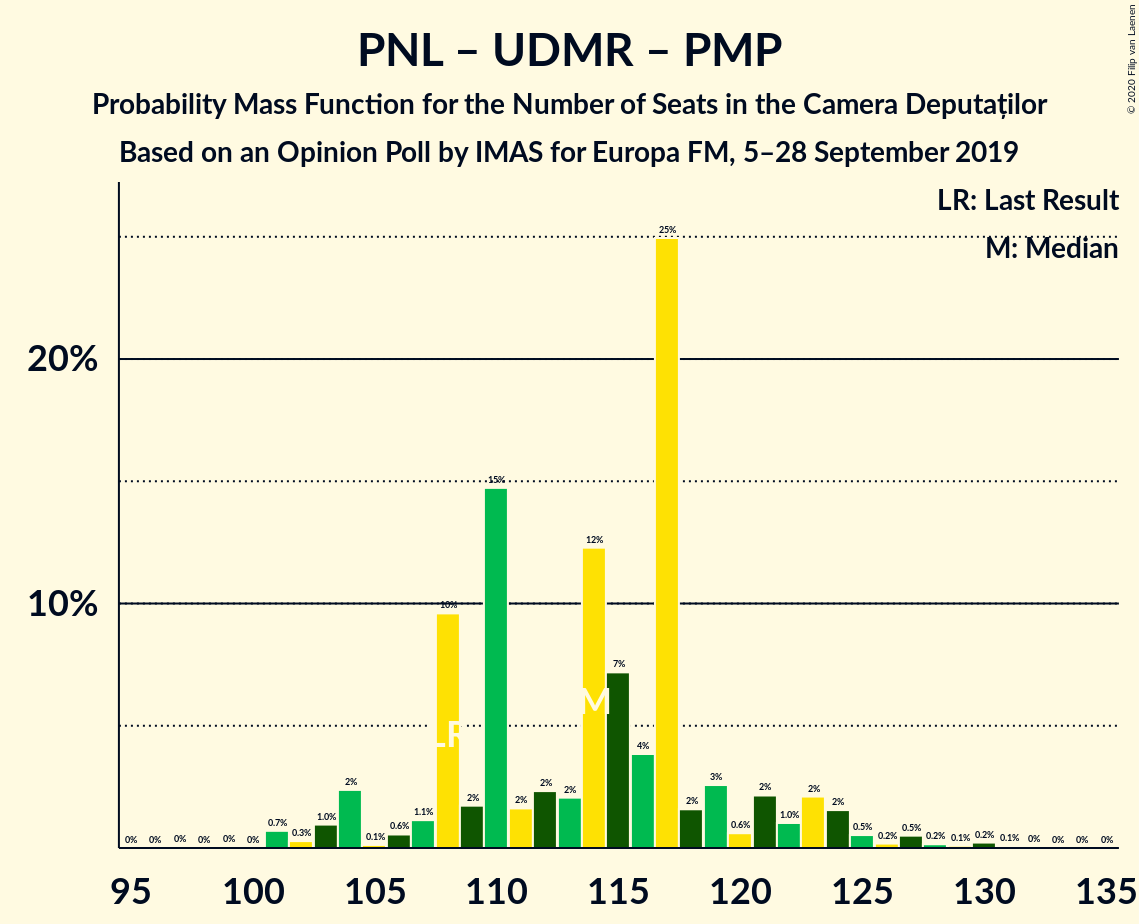 PNL – UDMR – PMP
Probability Mass Function for the Number of Seats in the Camera Deputaților
Based on an Opinion Poll by IMAS for Europa FM, 5–28 September 2019
© 2020 Filip van Laenen
LR: Last Result
M: Median
20%
10%
0% 0% 0% 0% 0% 0% 0.7% 0.3% 1.0% 2% 0.1% 0.6% 1.1% 10% 2% 15% 2% 2% 2% 12% 7% 4% 25% 2% 3% 0.6% 2% 1.0% 2% 2% 0.5% 0.2% 0.5% 0.2% 0.1% 0.2% 0.1% 0% 0% 0% 0%
LR
M
95 100 105 110 115 120 125 130 135